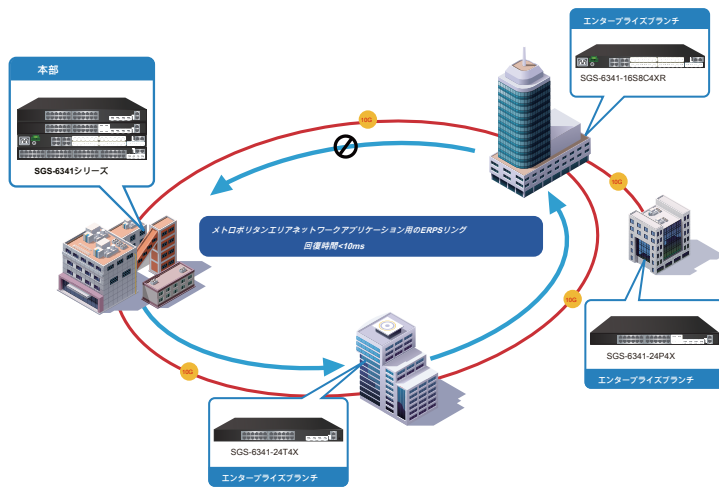 エンタープライズブランチ
SGS-6341-16S8C4XR
本部
SGS-6341シリーズ
10G
10G
メトロポリタンエリアネットワークアプリケーション用のERPSリング
回復時間<10ms
10G
10G
SGS-6341-24P4X
エンタープライズブランチ
SGS-6341-24T4X
エンタープライズブランチ